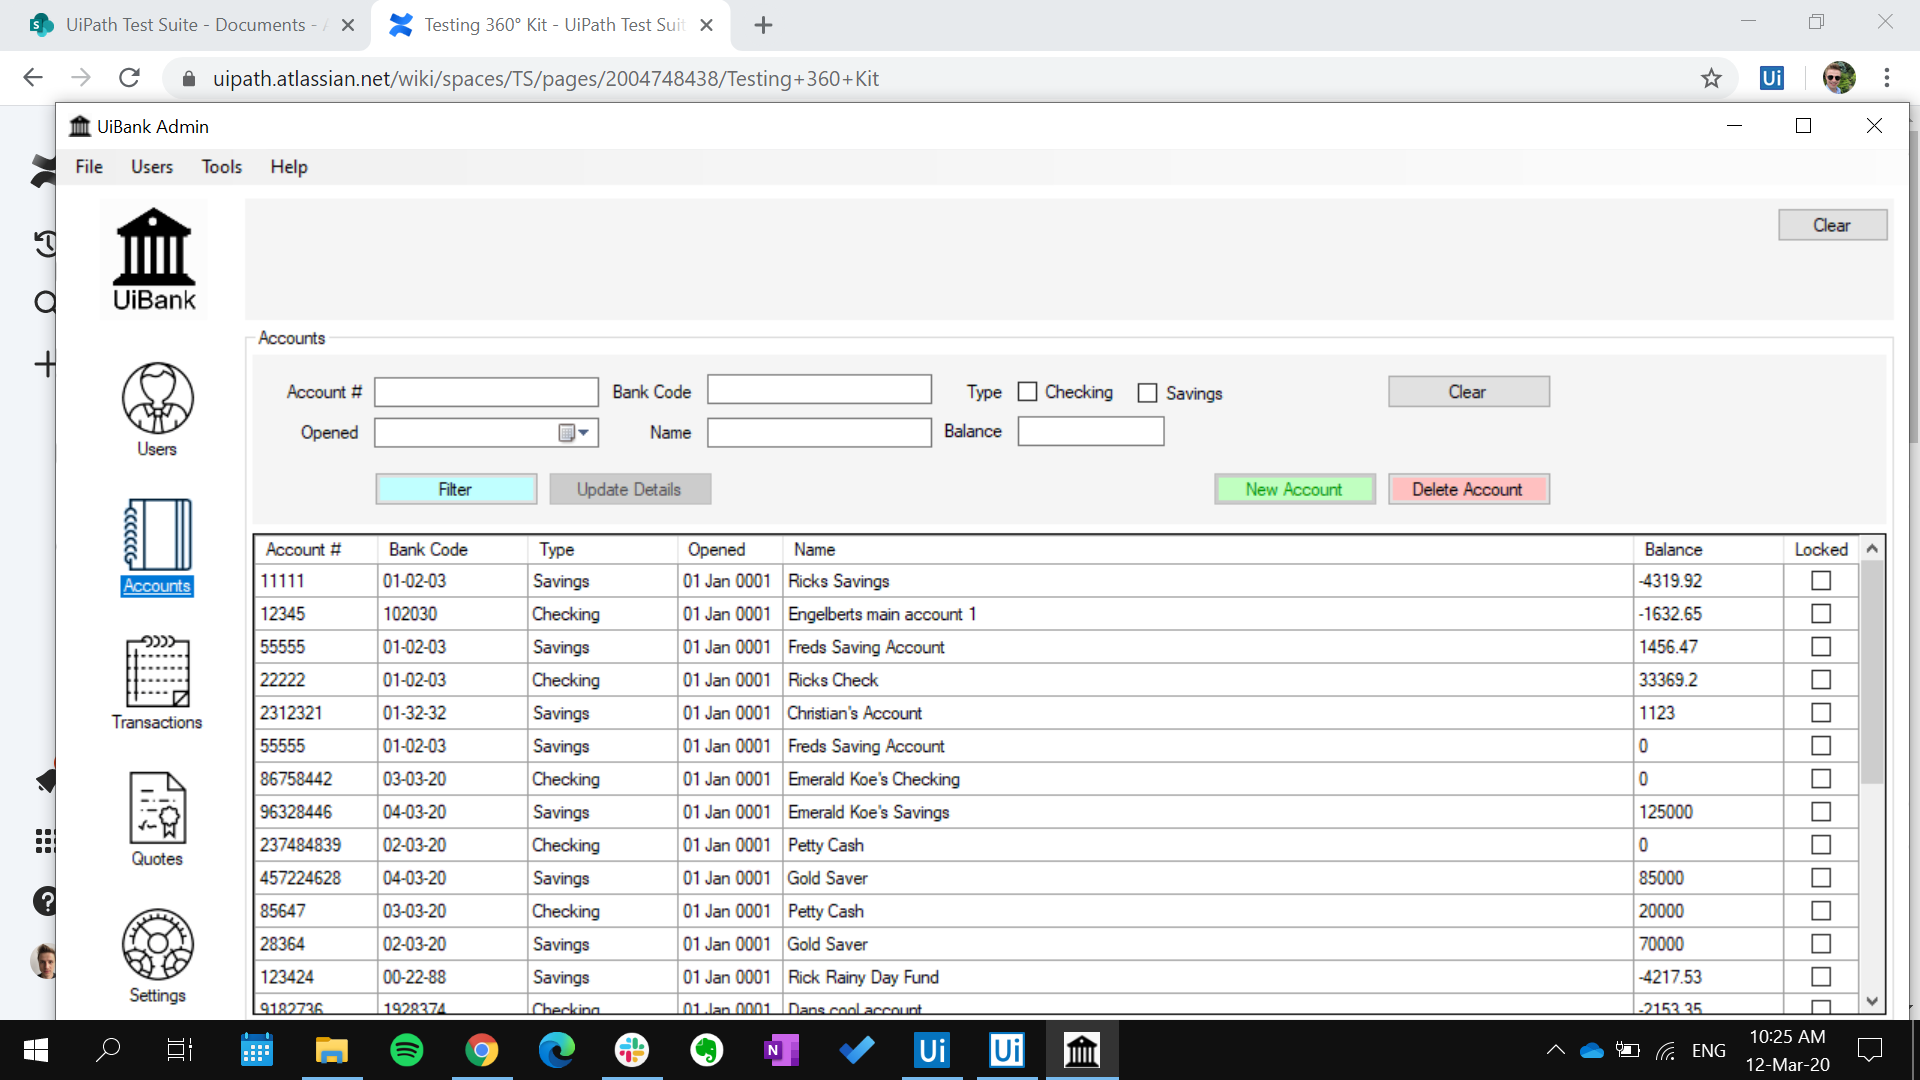 UiPath Test Suite - Documents -
Testing 360° Kit - UiPath Test Suit
uipath.atlassian.net/wiki/spaces/TS/pages/2004748438/Testing+360+Kit
Ui
UiBank Admin
File Users Tools Help
UiBank
Clear
Users
Accounts
Transactions
Quotes
Settings
Accounts
Account # Bank Code Type Checking Savings Clear
Opened Name Balance
Filter Update Details New Account Delete Account
Account # Bank Code Type Opened Name Balance Locked
11111 01-02-03 Savings 01 Jan 0001 Ricks Savings -4319.92
12345 102030 Checking 01 Jan 0001 Engelberts main account 1 -1632.65
55555 01-02-03 Savings 01 Jan 0001 Freds Saving Account 1456.47
22222 01-02-03 Checking 01 Jan 0001 Ricks Check 33369.2
2312321 01-32-32 Savings 01 Jan 0001 Christian's Account 1123
55555 01-02-03 Savings 01 Jan 0001 Freds Saving Account 0
86758442 03-03-20 Checking 01 Jan 0001 Emerald Koe's Checking 0
96328446 04-03-20 Savings 01 Jan 0001 Emerald Koe's Savings 125000
237484839 02-03-20 Checking 01 Jan 0001 Petty Cash 0
457224628 04-03-20 Savings 01 Jan 0001 Gold Saver 85000
85647 03-03-20 Checking 01 Jan 0001 Petty Cash 20000
28364 02-03-20 Savings 01 Jan 0001 Gold Saver 70000
123424 00-22-88 Savings 01 Jan 0001 Rick Rainy Day Fund -4217.53
9182736 1928374 Checking 01 Jan 0001 Dans cool account -2153.35
N Ui Ui
ENG
10:25 AM
12-Mar-20